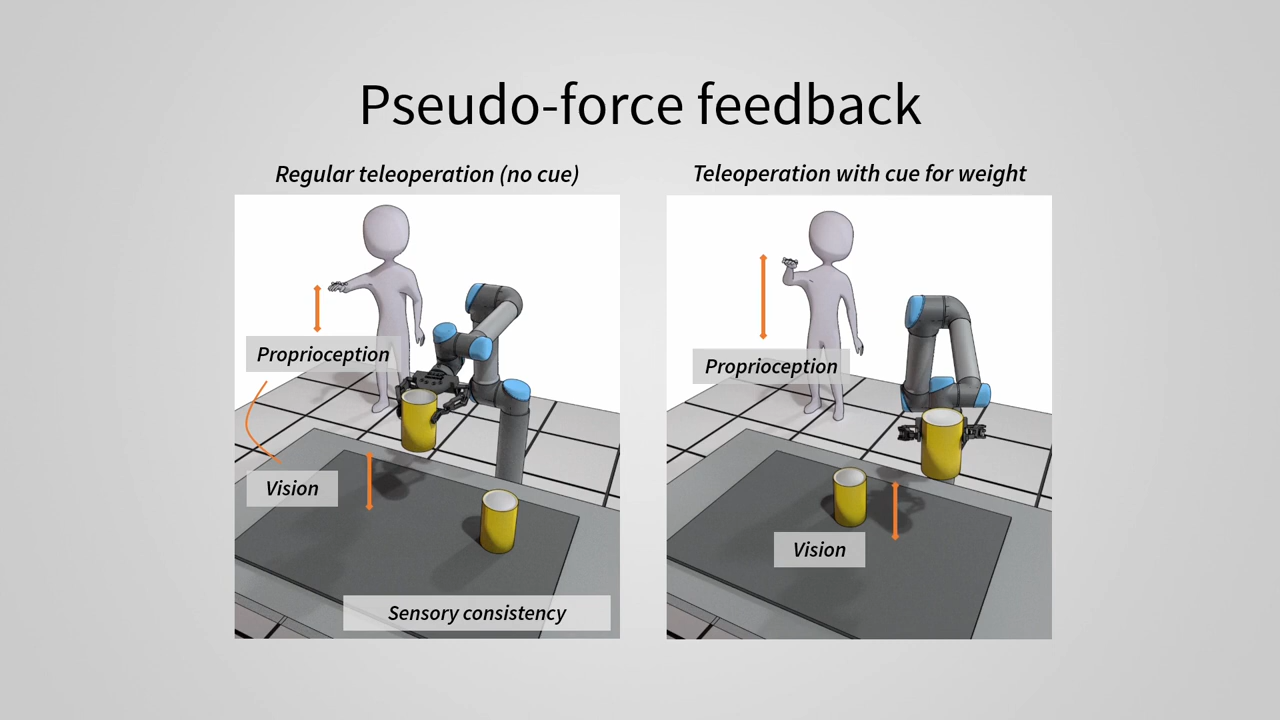 Pseudo-force feedback
Regular teleoperation (no cue)
Proprioception
Vision
Sensory consistency
Teleoperation with cue for weight
Proprioception
Vision